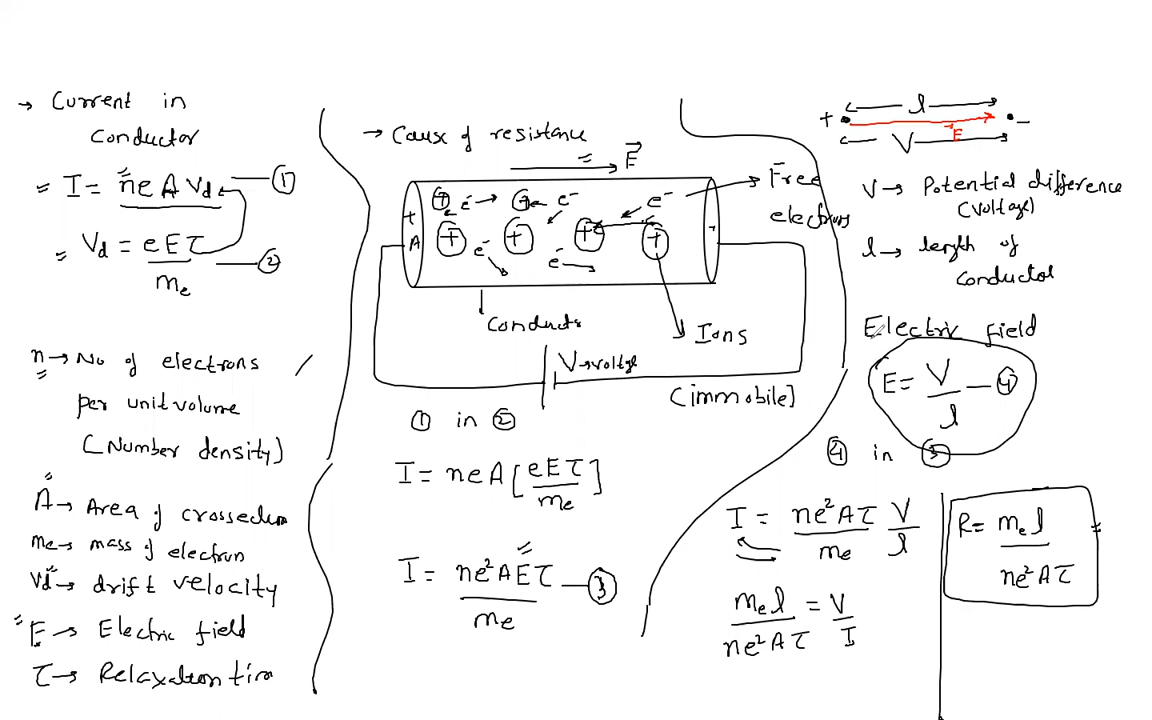 → Current in
conductor
I = neAVd — ①
Vd = eEτ/me — ②
n → No of electrons
per unit volume
(Number density)
A → Area of
me → mass of electron
Vd → drift velocity
E → Electric field
τ → Relaxation
→ Cause of resistance
E
Free
electrons
+ e⁻ + e⁻ e⁻
+ A + + + + -
e⁻ e⁻
Ions
V → voltage
(immobile)
① in ②
I = neA[eEτ/me]
I = ne²AEτ/me — ③
l
+ E -
V
V → Potential difference
(voltage)
l → length of
conductor
Electric field
E = V/l — ④
④ in ③
I = ne²Aτ/me V/l
mel/ne²Aτ = V/I
R = mel/ne²Aτ